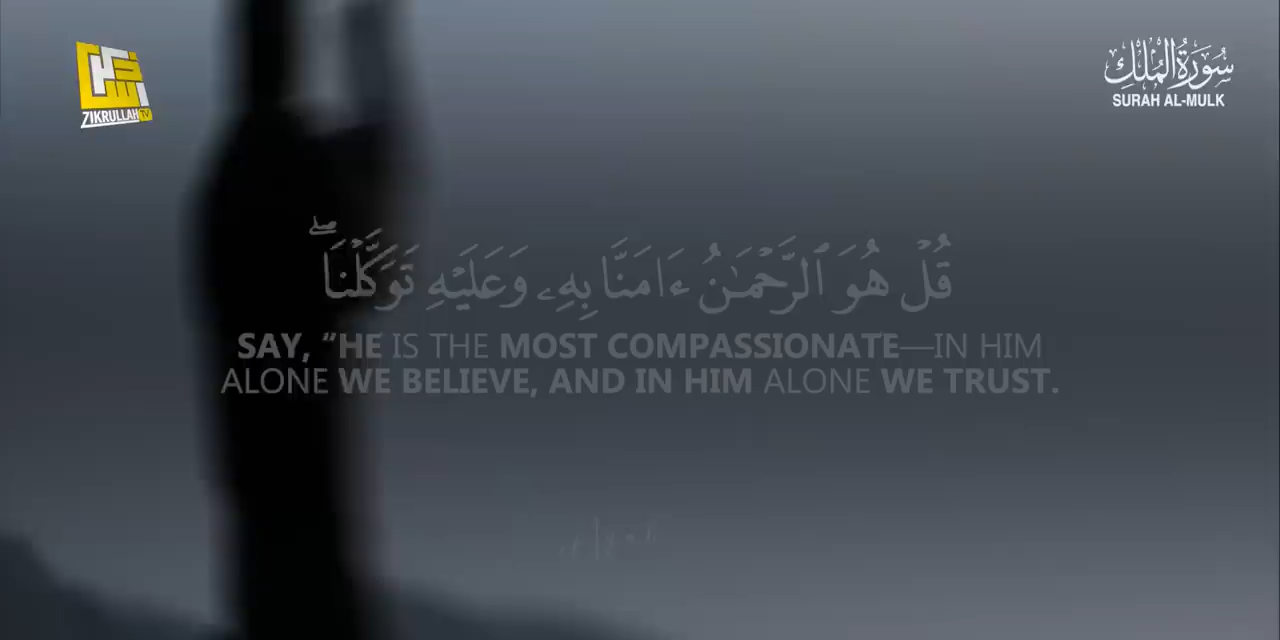 ZIKRULLAH TV
سُورَةُ الْمُلْكِ
SURAH AL-MULK
قُلْ هُوَ ٱلرَّحْمَـٰنُ ءَامَنَّا بِهِۦ وَعَلَيْهِ تَوَكَّلْنَا ۖ
SAY, “HE IS THE MOST COMPASSIONATE—IN HIM
ALONE WE BELIEVE, AND IN HIM ALONE WE TRUST.